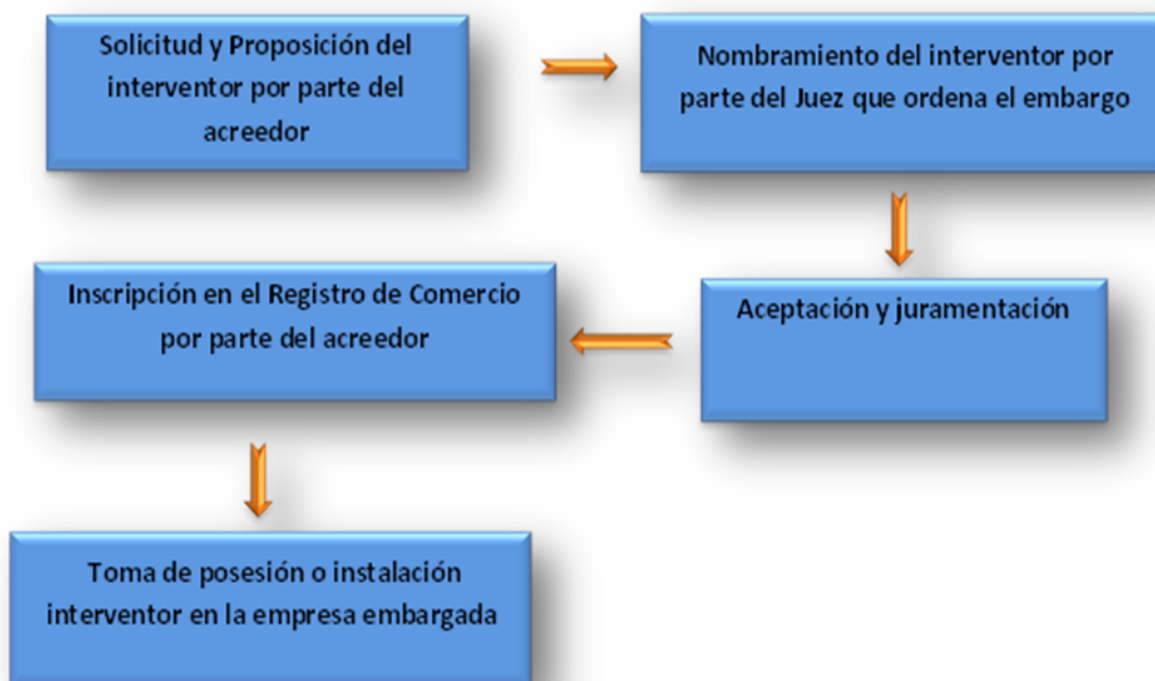 Solicitud y Proposición del
interventor por parte del
acreedor
Nombramiento del interventor por
parte del Juez que ordena el embargo
Aceptación y juramentación
Inscripción en el Registro de Comercio
por parte del acreedor
Toma de posesión o instalación
interventor en la empresa embargada